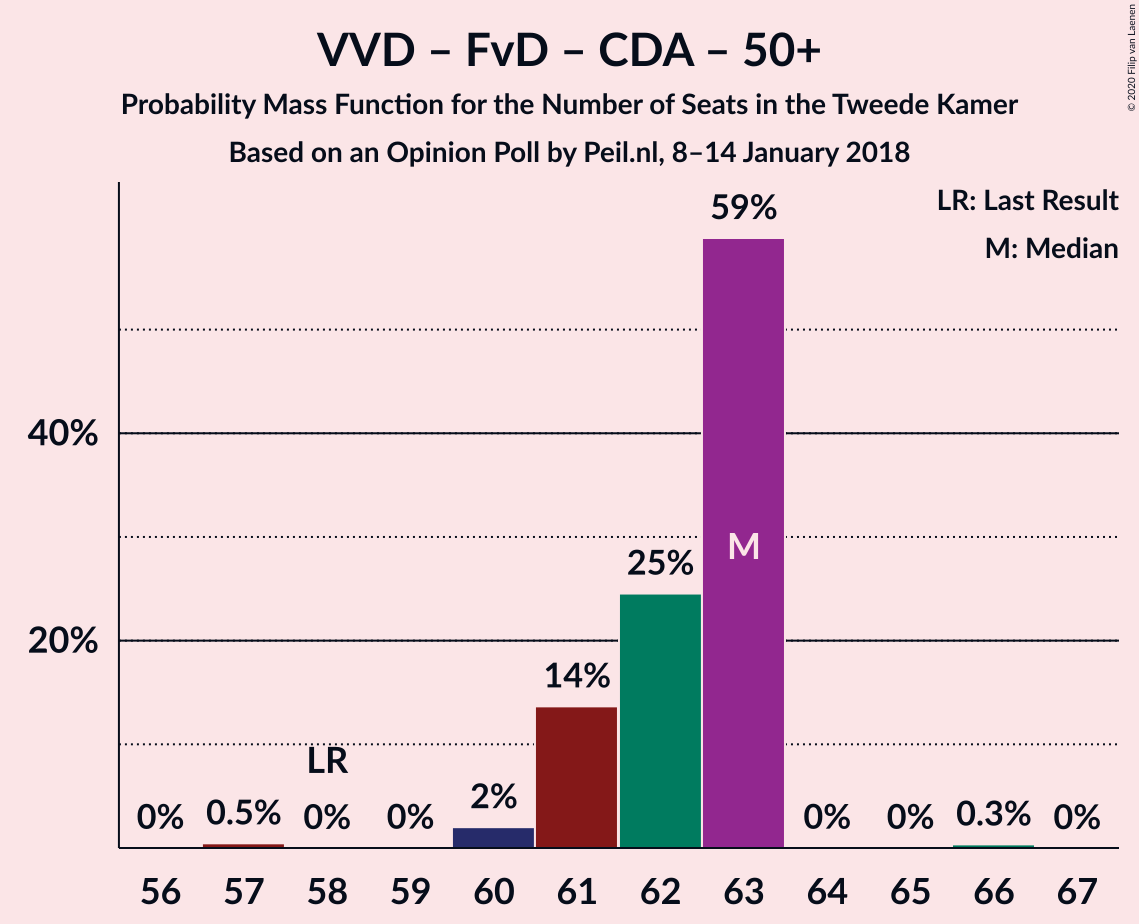 VVD – FvD – CDA – 50+
Probability Mass Function for the Number of Seats in the Tweede Kamer
Based on an Opinion Poll by Peil.nl, 8–14 January 2018
© 2020 Filip van Laenen
LR: Last Result
M: Median
59%
40%
M
25%
20%
14%
LR
0% 0.5% 0% 0% 2% 0% 0% 0.3% 0%
56 57 58 59 60 61 62 63 64 65 66 67